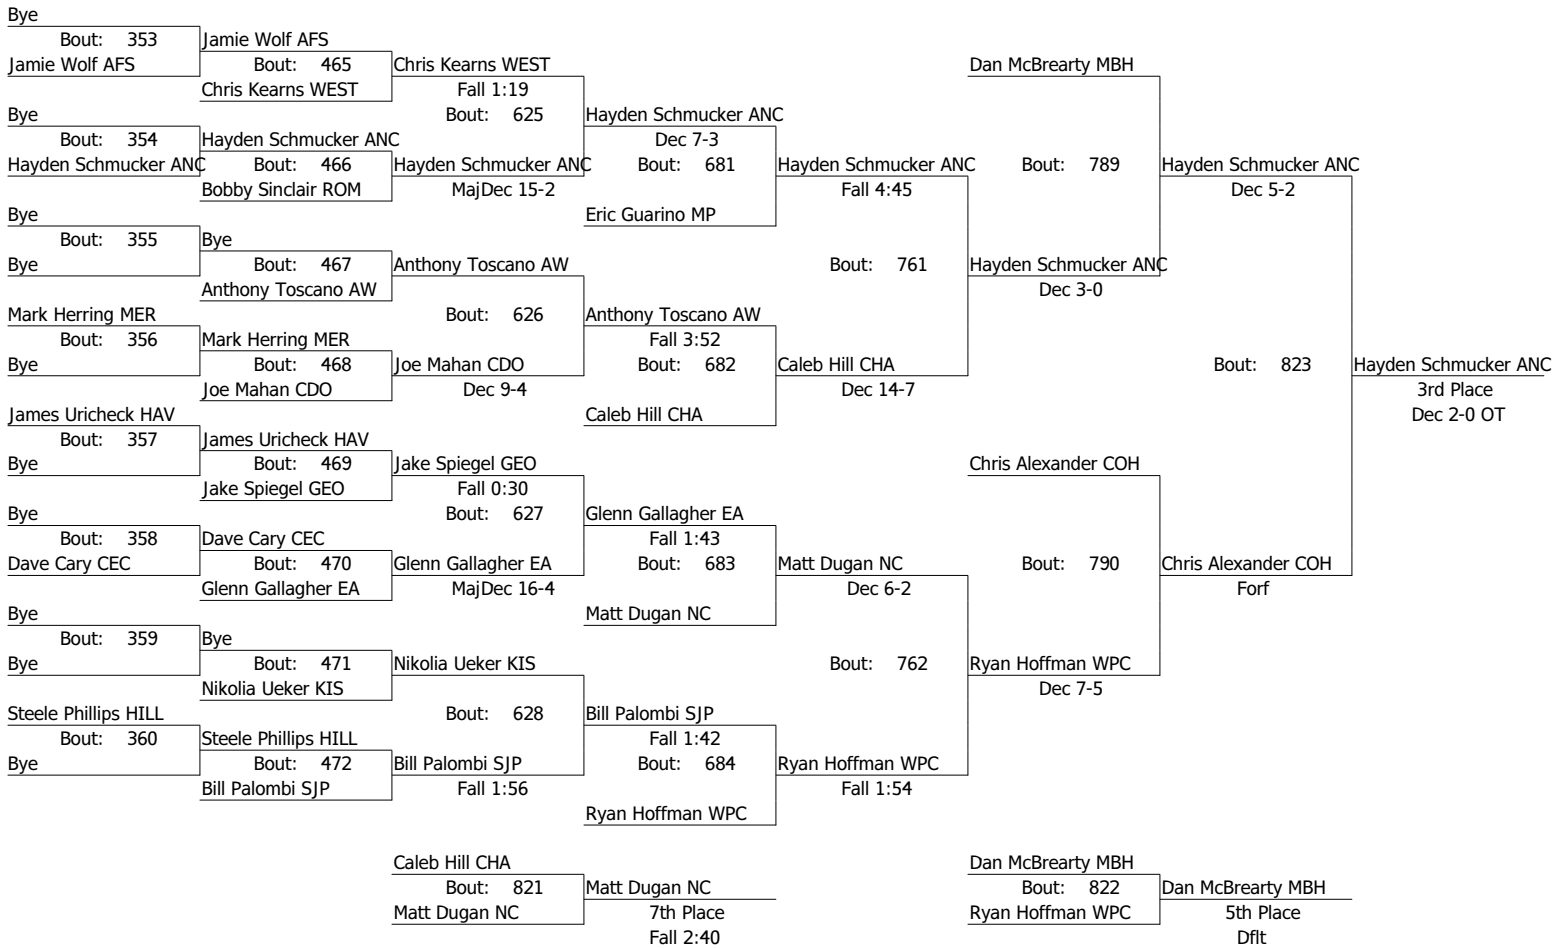 Bye
Bout: 353
Jamie Wolf AFS
Jamie Wolf AFS
Bout: 465
Chris Kearns WEST
Chris Kearns WEST
Fall 1:19
Bout: 625
Bye
Bout: 354
Hayden Schmucker ANC
Hayden Schmucker ANC
Bout: 466
Bobby Sinclair ROM
Hayden Schmucker ANC
MajDec 15-2
Hayden Schmucker ANC
Dec 7-3
Bout: 681
Eric Guarino MP
Hayden Schmucker ANC
Fall 4:45
Bye
Bout: 355
Bye
Bye
Bout: 467
Anthony Toscano AW
Anthony Toscano AW
Bout: 626
Mark Herring MER
Bout: 356
Bye
Mark Herring MER
Bout: 468
Joe Mahan CDO
Joe Mahan CDO
Dec 9-4
Anthony Toscano AW
Fall 3:52
Bout: 682
Caleb Hill CHA
Caleb Hill CHA
Dec 14-7
Bout: 761
Hayden Schmucker ANC
Dec 3-0
Dan McBrearty MBH
Bout: 789
Hayden Schmucker ANC
Dec 5-2
James Uricheck HAV
Bout: 357
Bye
James Uricheck HAV
Bout: 469
Jake Spiegel GEO
Jake Spiegel GEO
Fall 0:30
Bout: 627
Bye
Bout: 358
Dave Cary CEC
Dave Cary CEC
Bout: 470
Glenn Gallagher EA
Glenn Gallagher EA
MajDec 16-4
Glenn Gallagher EA
Fall 1:43
Bout: 683
Matt Dugan NC
Matt Dugan NC
Dec 6-2
Bye
Bout: 359
Bye
Bye
Bout: 471
Nikolia Ueker KIS
Nikolia Ueker KIS
Bout: 628
Steele Phillips HILL
Bout: 360
Bye
Steele Phillips HILL
Bout: 472
Bill Palombi SJP
Bill Palombi SJP
Fall 1:56
Bill Palombi SJP
Fall 1:42
Bout: 684
Ryan Hoffman WPC
Ryan Hoffman WPC
Fall 1:54
Bout: 762
Ryan Hoffman WPC
Dec 7-5
Chris Alexander COH
Bout: 790
Chris Alexander COH
Forf
Bout: 823
Hayden Schmucker ANC
3rd Place
Dec 2-0 OT
Caleb Hill CHA
Bout: 821
Matt Dugan NC
Matt Dugan NC
7th Place
Fall 2:40
Dan McBrearty MBH
Bout: 822
Ryan Hoffman WPC
Dan McBrearty MBH
5th Place
Dflt